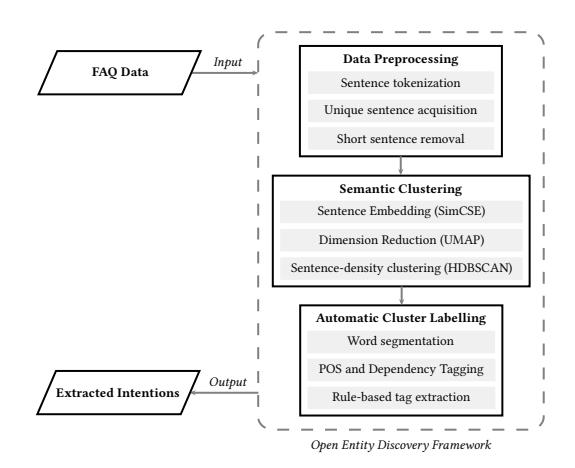 FAQ Data
Input
Data Preprocessing
Sentence tokenization
Unique sentence acquisition
Short sentence removal
Semantic Clustering
Sentence Embedding (SimCSE)
Dimension Reduction (UMAP)
Sentence-density clustering (HDBSCAN)
Automatic Cluster Labelling
Word segmentation
POS and Dependency Tagging
Rule-based tag extraction
Extracted Intentions
Output
Open Entity Discovery Framework